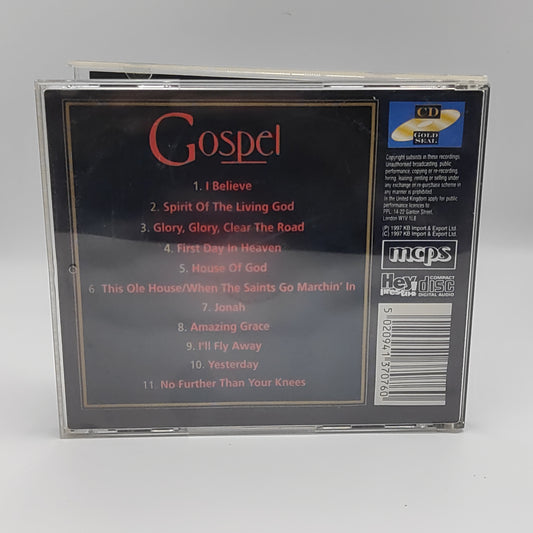 Gospel
1. I Believe
2. Spirit Of The Living God
3. Glory, Glory, Clear The Road
4. First Day In Heaven
5. House Of God
6 This Ole House/When The Saints Go Marchin' In
7. Jonah
8. Amazing Grace
9. I'll Fly Away
10. Yesterday
11. No Further Than Your Knees
CD
GOLD
SEAL
Copyright subsists in these recordings
Unauthorised broadcasting, public
performance, copying or re-recording,
hiring, leasing, renting or selling under
any exchange or re-purchase scheme in
any manner is prohibited.
In the United Kingdom apply for public
performance licences to
PPL, 14-22 Ganton Street,
London W1V 1LB
(P) 1997 KB Import & Export Ltd.
(C) 1997 KB Import & Export Ltd.
mcps
Hey
presto
COMPACT
disc
DIGITAL AUDIO
5 020941 370760